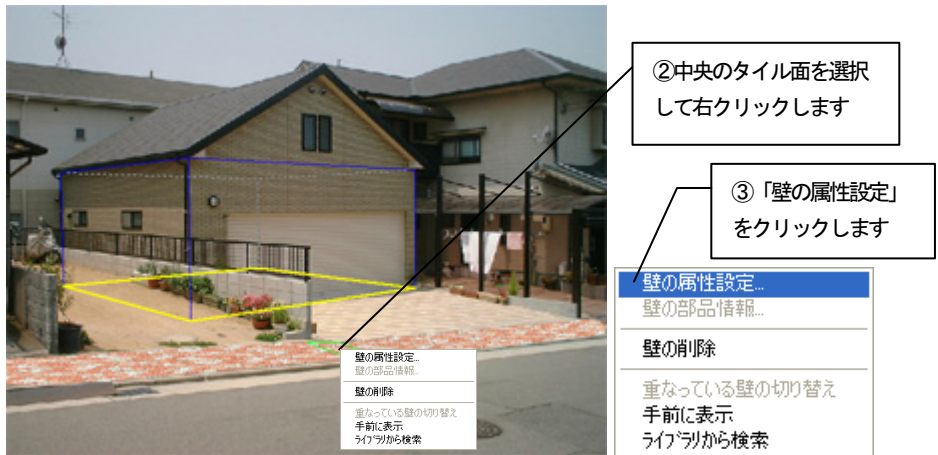 ②中央のタイル面を選択
して右クリックします
③「壁の属性設定」
をクリックします
壁の属性設定...
壁の部品情報...
壁の削除
重なっている壁の切り替え
手前に表示
ライブラリから検索
壁の属性設定...
壁の部品情報...
壁の削除
重なっている壁の切り替え
手前に表示
ライブラリから検索